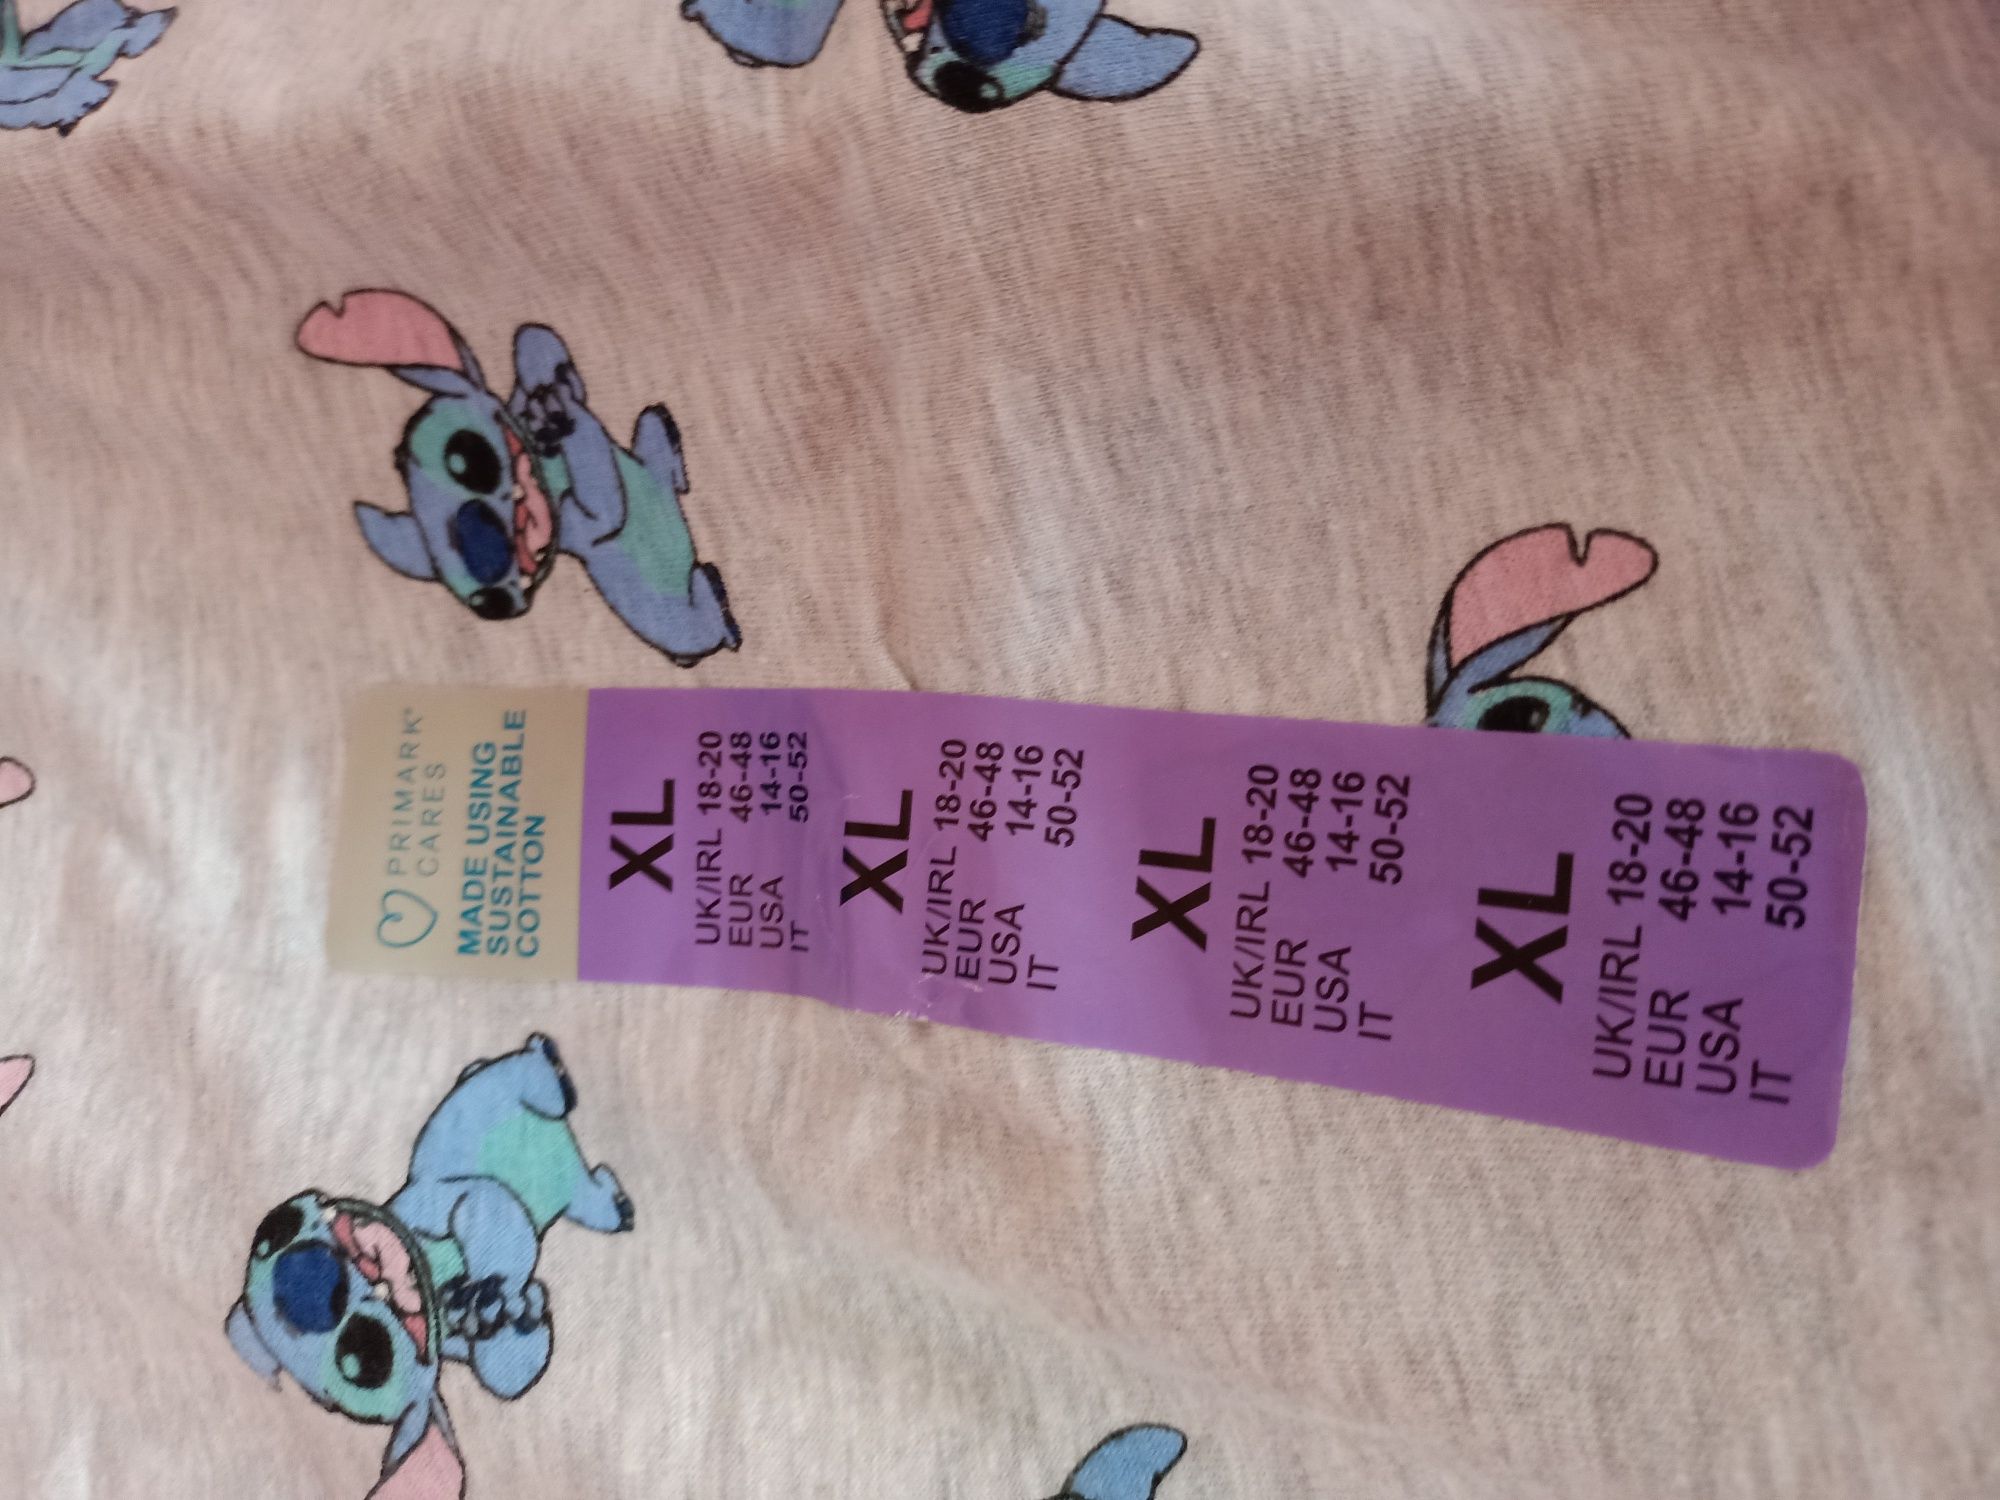 PRIMARK®
CARES
MADE USING
SUSTAINABLE
COTTON
XL
UK/IRL 18-20
EUR 46-48
USA 14-16
IT 50-52
XL
UK/IRL 18-20
EUR 46-48
USA 14-16
IT 50-52
XL
UK/IRL 18-20
EUR 46-48
USA 14-16
IT 50-52
XL
UK/IRL 18-20
EUR 46-48
USA 14-16
IT 50-52